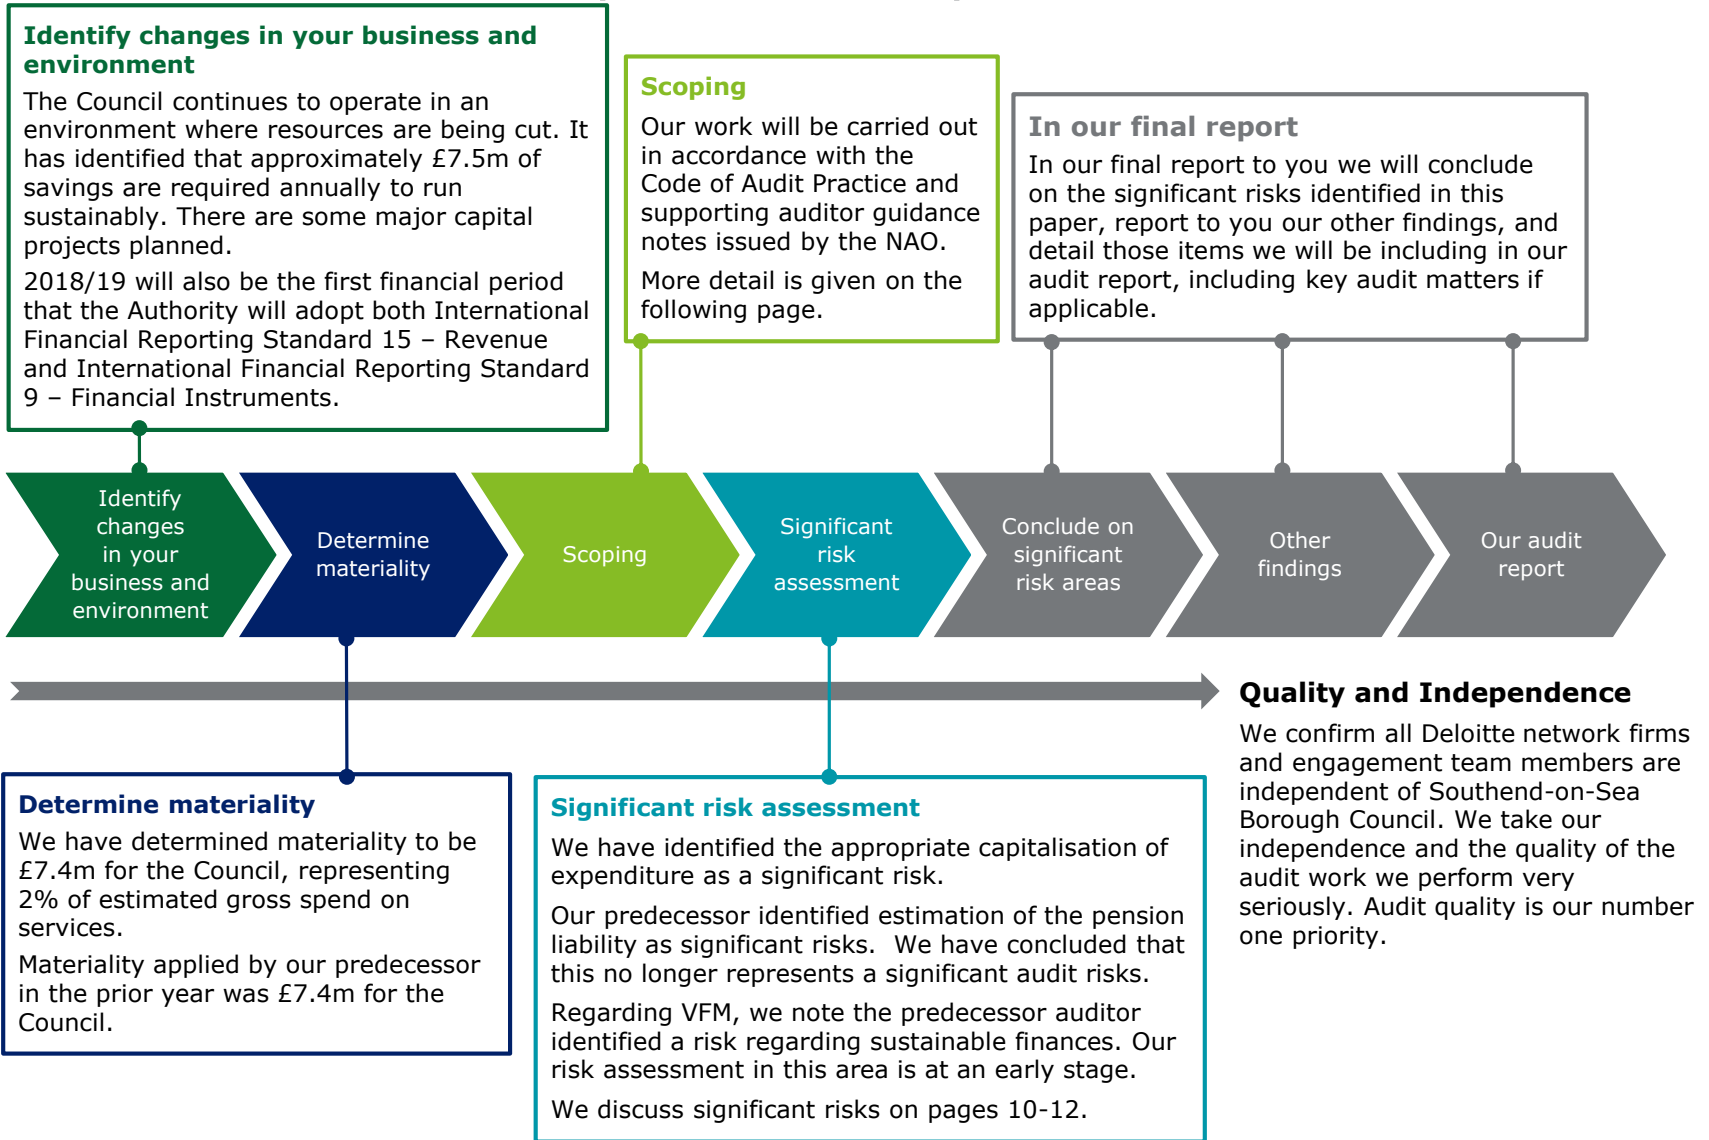 Identify changes in your business and
environment
The Council continues to operate in an
environment where resources are being cut. It
has identified that approximately £7.5m of
savings are required annually to run
sustainably. There are some major capital
projects planned.
2018/19 will also be the first financial period
that the Authority will adopt both International
Financial Reporting Standard 15 – Revenue
and International Financial Reporting Standard
9 – Financial Instruments.
Scoping
Our work will be carried out
in accordance with the
Code of Audit Practice and
supporting auditor guidance
notes issued by the NAO.
More detail is given on the
following page.
In our final report
In our final report to you we will conclude
on the significant risks identified in this
paper, report to you our other findings, and
detail those items we will be including in our
audit report, including key audit matters if
applicable.
Identify
changes
in your
business and
environment
Determine
materiality
Scoping
Significant
risk
assessment
Conclude on
significant
risk areas
Other
findings
Our audit
report
Determine materiality
We have determined materiality to be
£7.4m for the Council, representing
2% of estimated gross spend on
services.
Materiality applied by our predecessor
in the prior year was £7.4m for the
Council.
Significant risk assessment
We have identified the appropriate capitalisation of
expenditure as a significant risk.
Our predecessor identified estimation of the pension
liability as significant risks.  We have concluded that
this no longer represents a significant audit risks.
Regarding VFM, we note the predecessor auditor
identified a risk regarding sustainable finances. Our
risk assessment in this area is at an early stage.
We discuss significant risks on pages 10-12.
Quality and Independence
We confirm all Deloitte network firms
and engagement team members are
independent of Southend-on-Sea
Borough Council. We take our
independence and the quality of the
audit work we perform very
seriously. Audit quality is our number
one priority.